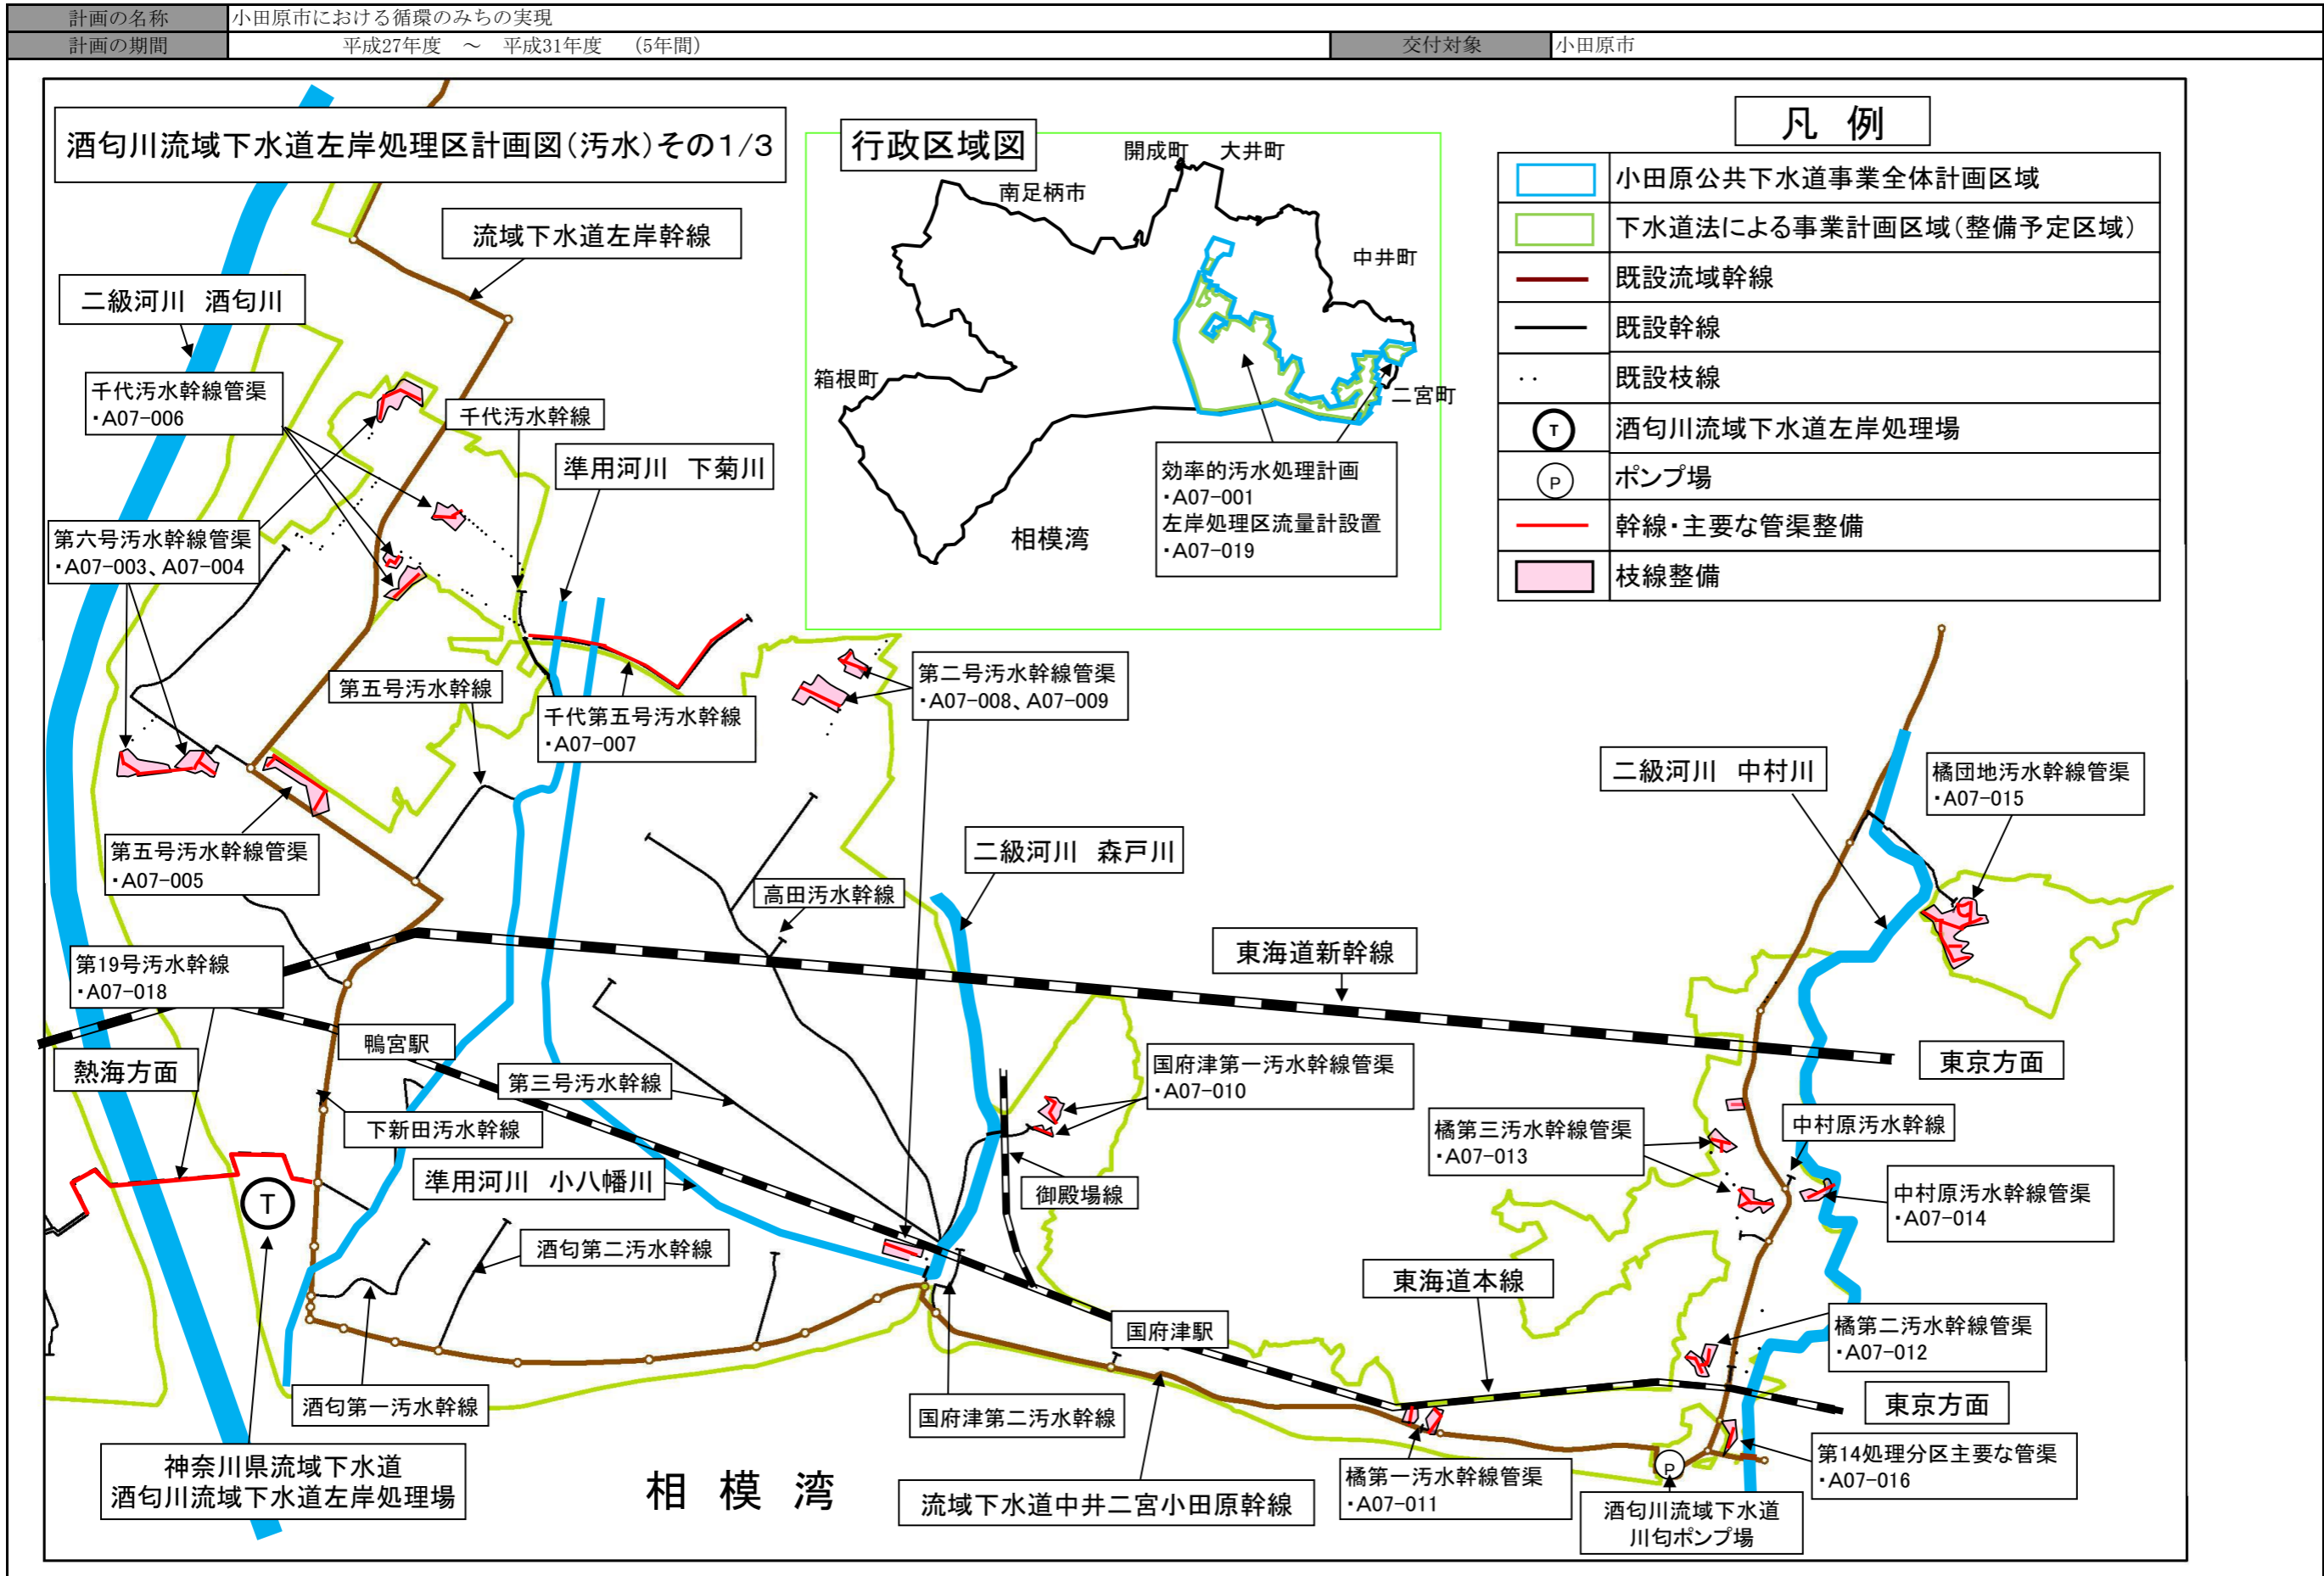 計画の名称 小田原市における循環のみちの実現
計画の期間 平成27年度 ～ 平成31年度 （5年間） 交付対象 小田原市
酒匂川流域下水道左岸処理区計画図（汚水）その1／3
行政区域図
開成町 大井町
南足柄市
中井町
箱根町
二宮町
相模湾
効率的汚水処理計画
・A07-001
左岸処理区流量計設置
・A07-019
凡 例
小田原公共下水道事業全体計画区域
下水道法による事業計画区域（整備予定区域）
既設流域幹線
既設幹線
既設枝線
T 酒匂川流域下水道左岸処理場
P ポンプ場
幹線・主要な管渠整備
枝線整備
流域下水道左岸幹線
二級河川 酒匂川
千代汚水幹線管渠
・A07-006
千代汚水幹線
準用河川 下菊川
第六号汚水幹線管渠
・A07-003、A07-004
第五号汚水幹線
千代第五号汚水幹線
・A07-007
第二号汚水幹線管渠
・A07-008、A07-009
二級河川 中村川
橘団地汚水幹線管渠
・A07-015
第五号汚水幹線管渠
・A07-005
高田汚水幹線
二級河川 森戸川
東海道新幹線
第19号汚水幹線
・A07-018
熱海方面
鴨宮駅
第三号汚水幹線
国府津第一汚水幹線管渠
・A07-010
東京方面
下新田汚水幹線
橘第三汚水幹線管渠
・A07-013
中村原汚水幹線
準用河川 小八幡川
御殿場線
中村原汚水幹線管渠
・A07-014
T
酒匂第二汚水幹線
東海道本線
国府津駅
橘第二汚水幹線管渠
・A07-012
酒匂第一汚水幹線
国府津第二汚水幹線
東京方面
神奈川県流域下水道
酒匂川流域下水道左岸処理場
相 模 湾
流域下水道中井二宮小田原幹線
橘第一汚水幹線管渠
・A07-011
P
第14処理分区主要な管渠
・A07-016
酒匂川流域下水道
川匂ポンプ場